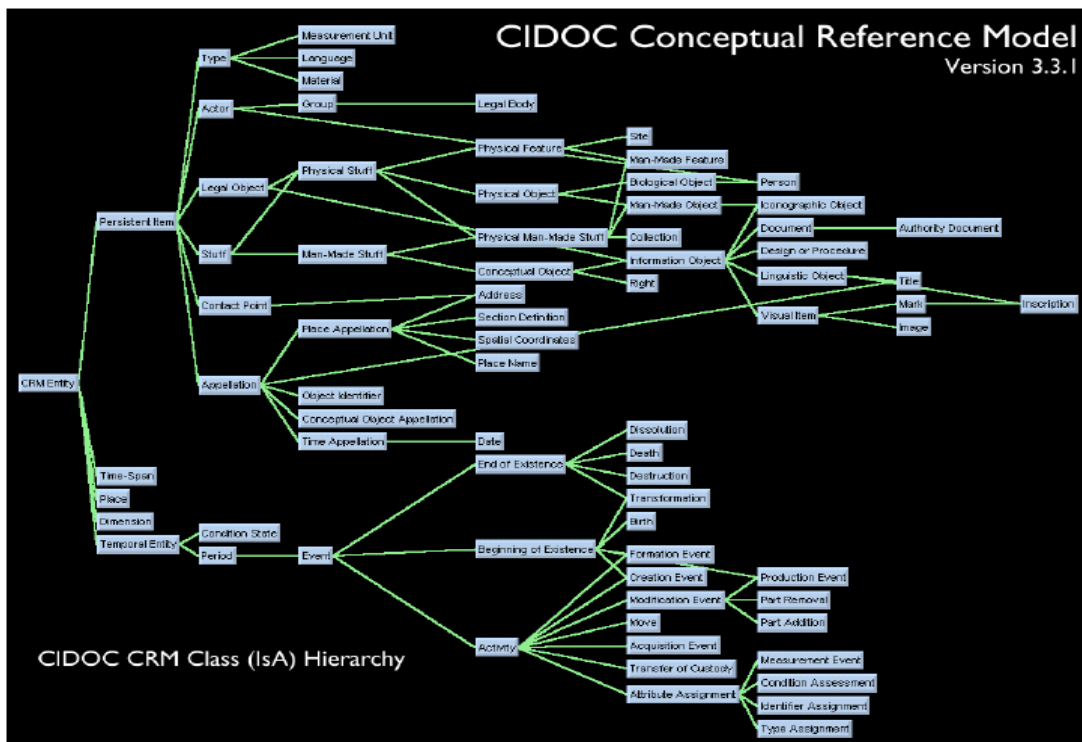 CIDOC Conceptual Reference Model
Version 3.3.1
Measurement Unit
Type
Language
Material
Actor
Group
Legal Body
Site
Physical Feature
Man-Made Feature
Physical Stuff
Legal Object
Physical Object
Biological Object
Person
Man-Made Object
Iconographic Object
Persistent Item
Document
Authority Document
Physical Man-Made Stuff
Collection
Stuff
Man-Made Stuff
Design or Procedure
Information Object
Conceptual Object
Linguistic Object
Right
Title
Contact Point
Address
Mark
Inscription
Section Definition
Visual Item
Place Appellation
Image
Spatial Coordinates
Place Name
CRM Entity
Appellation
Object Identifier
Conceptual Object Appellation
Time Appellation
Date
Dissolution
Death
End of Existence
Time-Span
Destruction
Place
Transformation
Dimension
Birth
Condition State
Temporal Entity
Period
Event
Beginning of Existence
Formation Event
Creation Event
Production Event
Modification Event
Part Removal
Part Addition
Move
Activity
Acquisition Event
CIDOC CRM Class (IsA) Hierarchy
Measurement Event
Transfer of Custody
Condition Assessment
Attribute Assignment
Identifier Assignment
Type Assignment